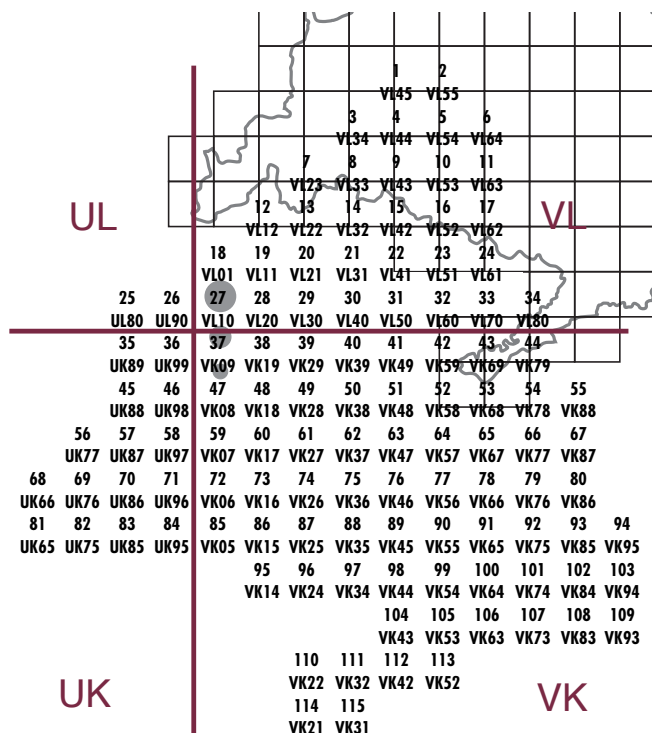 1 2
VL45 VL55
3 4 5 6
VL34 VL44 VL54 VL64
7 8 9 10 11
VL23 VL33 VL43 VL53 VL63
UL VL
12 13 14 15 16 17
VL12 VL22 VL32 VL42 VL52 VL62
18 19 20 21 22 23 24
VL01 VL11 VL21 VL31 VL41 VL51 VL61
25 26 27 28 29 30 31 32 33 34
UL80 UL90 VL10 VL20 VL30 VL40 VL50 VL60 VL70 VL80
35 36 37 38 39 40 41 42 43 44
UK89 UK99 VK09 VK19 VK29 VK39 VK49 VK59 VK69 VK79
45 46 47 48 49 50 51 52 53 54 55
UK88 UK98 VK08 VK18 VK28 VK38 VK48 VK58 VK68 VK78 VK88
56 57 58 59 60 61 62 63 64 65 66 67
UK77 UK87 UK97 VK07 VK17 VK27 VK37 VK47 VK57 VK67 VK77 VK87
68 69 70 71 72 73 74 75 76 77 78 79 80
UK66 UK76 UK86 UK96 VK06 VK16 VK26 VK36 VK46 VK56 VK66 VK76 VK86
81 82 83 84 85 86 87 88 89 90 91 92 93 94
UK65 UK75 UK85 UK95 VK05 VK15 VK25 VK35 VK45 VK55 VK65 VK75 VK85 VK95
95 96 97 98 99 100 101 102 103
VK14 VK24 VK34 VK44 VK54 VK64 VK74 VK84 VK94
104 105 106 107 108 109
VK43 VK53 VK63 VK73 VK83 VK93
110 111 112 113
VK22 VK32 VK42 VK52
UK VK
114 115
VK21 VK31